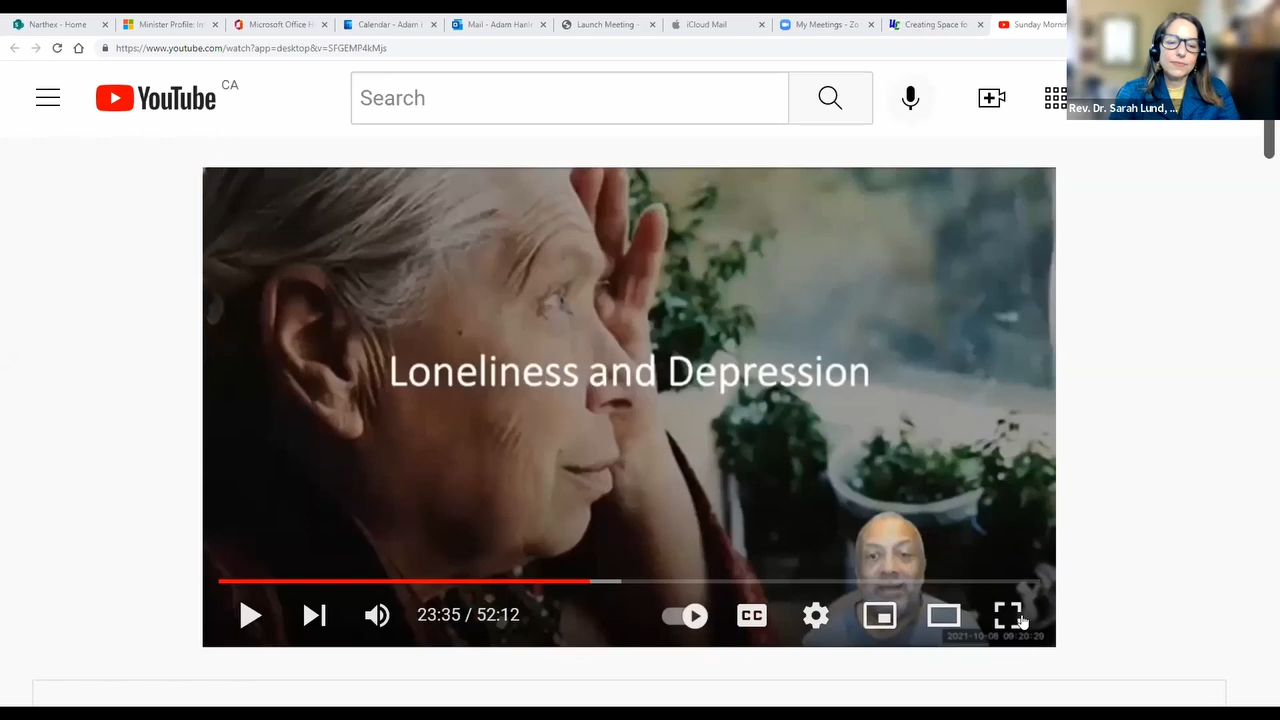 Narthex - Home
Minister Profile: In
Microsoft Office H
Calendar - Adam
Mail - Adam Hanle
Launch Meeting -
iCloud Mail
My Meetings - Zo
Creating Space fo
Sunday Mornin
https://www.youtube.com/watch?app=desktop&v=SFGEMP4kMjs
YouTube
CA
Search
Rev. Dr. Sarah Lund, ...
Loneliness and Depression
23:35 / 52:12
CC
2021-10-08 09:20:29